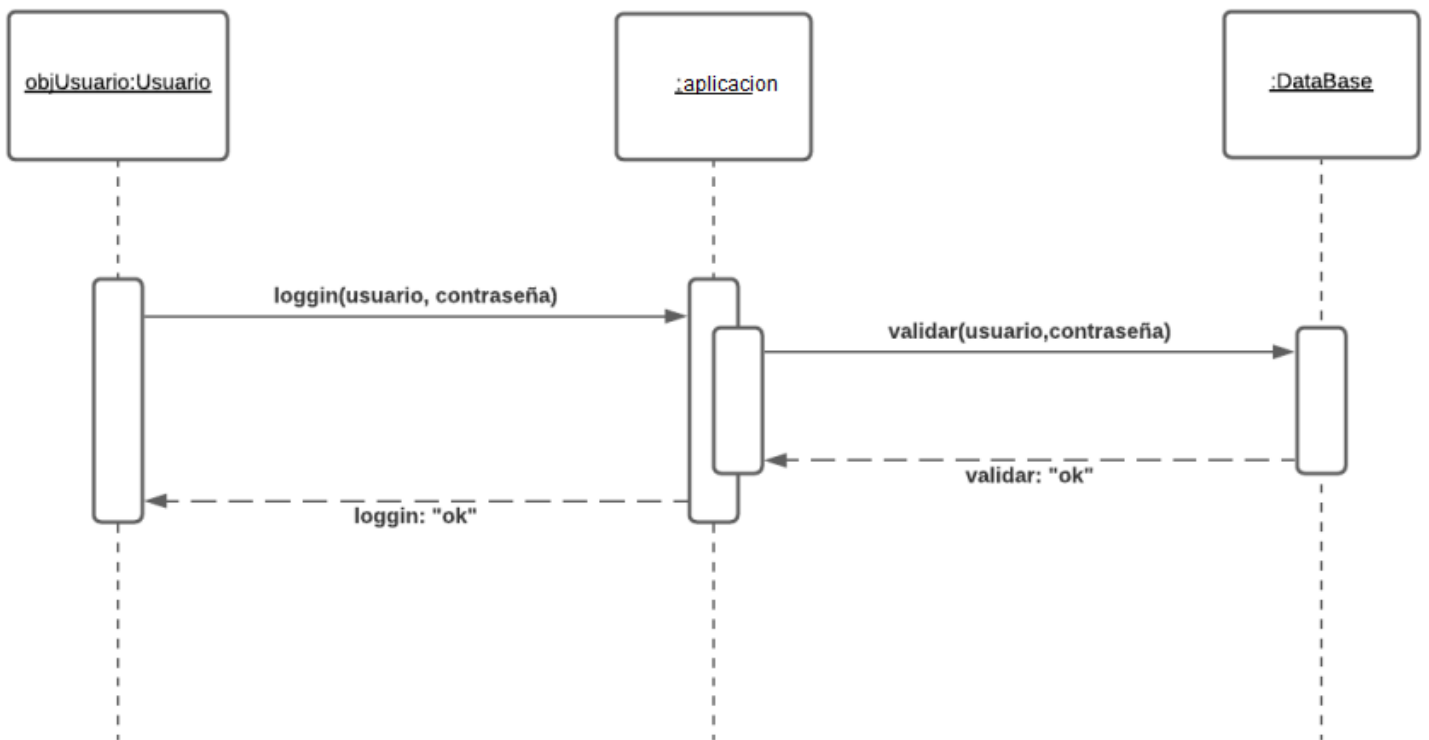 objUsuario:Usuario
:aplicacion
:DataBase
loggin(usuario, contraseña)
validar(usuario,contraseña)
validar: "ok"
loggin: "ok"